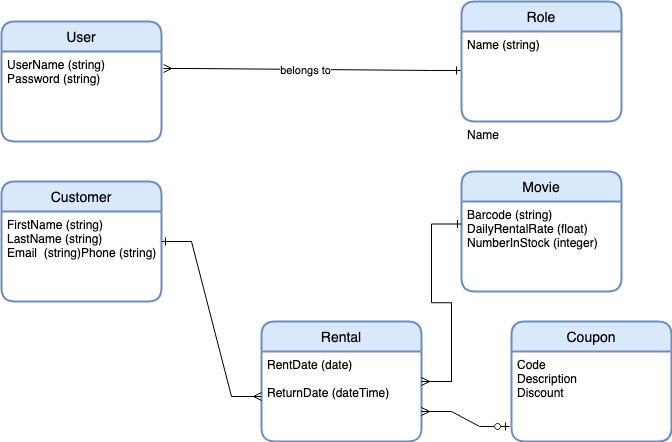 User
UserName (string)
Password (string)
belongs to
Role
Name (string)
Name
Customer
FirstName (string)
LastName (string)
Email  (string)Phone (string)
Movie
Barcode (string)
DailyRentalRate (float)
NumberInStock (integer)
Rental
RentDate (date)
ReturnDate (dateTime)
Coupon
Code
Description
Discount